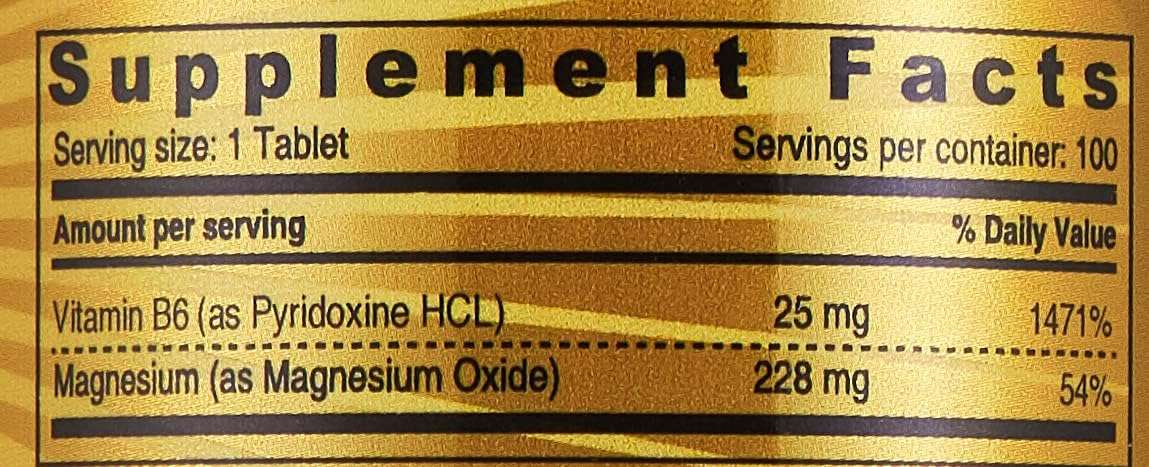 Supplement Facts
Serving size: 1 Tablet Servings per container: 100
Amount per serving % Daily Value
Vitamin B6 (as Pyridoxine HCL) 25 mg 1471%
Magnesium (as Magnesium Oxide) 228 mg 54%